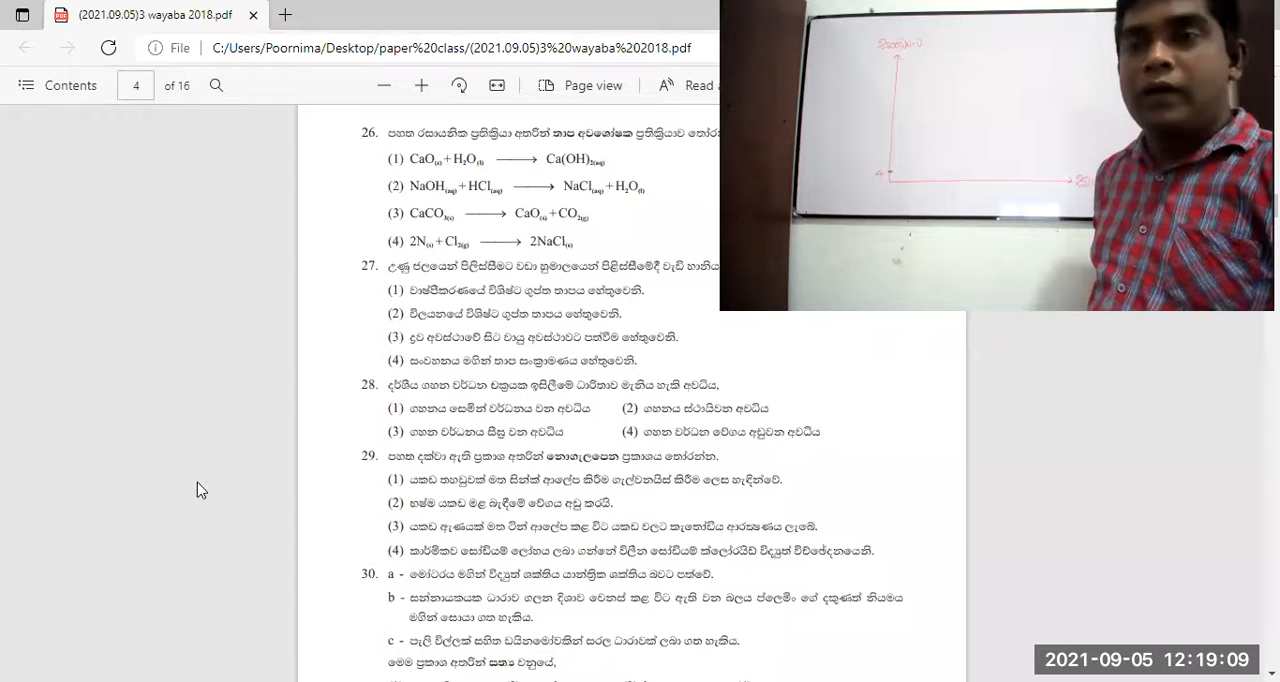 (2021.09.05)3 wayaba 2018.pdf
File C:/Users/Poornima/Desktop/paper%20class/(2021.09.05)3%20wayaba%202018.pdf
Contents 4 of 16 Page view Read a
26. පහත රසායනික ප්‍රතික්‍රියා අතරින් තාප අවශෝෂක ප්‍රතික්‍රියාව
(1) CaO(s) + H₂O(l) ⟶ Ca(OH)₂(aq)
(2) NaOH(aq) + HCl(aq) ⟶ NaCl(aq) + H₂O(l)
(3) CaCO₃(s) ⟶ CaO(s) + CO₂(g)
(4) 2N(s) + Cl₂(g) ⟶ 2NaCl(s)
27. උණු ජලයෙන් පිලිස්සීමට වඩා හුමාලයෙන් පිළිස්සීමේදී වැඩි හානිය
(1) වාෂ්පීකරණයේ විශිෂ්ට ගුප්ත තාපය හේතුවෙනි.
(2) විලයනයේ විශිෂ්ට ගුප්ත තාපය හේතුවෙනි.
(3) ද්‍රව අවස්ථාවේ සිට වායු අවස්ථාවට පත්වීම හේතුවෙනි.
(4) සංවහනය මගින් තාප සංක්‍රාමණය හේතුවෙනි.
28. දර්ශීය ගහන වර්ධන චක්‍රයක ඉසිලීමේ ධාරිතාව මැනිය හැකි අවධිය,
(1) ගහනය සෙමින් වර්ධනය වන අවධිය (2) ගහනය ස්ථායිවන අවධිය
(3) ගහන වර්ධනය සීඝ්‍ර වන අවධිය (4) ගහන වර්ධන වේගය අඩුවන අවධිය
29. පහත දක්වා ඇති ප්‍රකාශ අතරින් නොගැලපෙන ප්‍රකාශය තෝරන්න.
(1) යකඩ තහඩුවක් මත සින්ක් ආලේප කිරීම ගැල්වනයිස් කිරීම ලෙස හැඳින්වේ.
(2) භෂ්ම යකඩ මළ බැඳීමේ වේගය අඩු කරයි.
(3) යකඩ ඇණයක් මත ටින් ආලේප කළ විට යකඩ වලට කැතෝඩීය ආරක්‍ෂණය ලැබේ.
(4) කාර්මිකව සෝඩියම් ලෝහය ලබා ගන්නේ විලීන සෝඩියම් ක්ලෝරයිඩ් විද්‍යුත් විච්ඡේදනයෙනි.
30. a - මෝටරය මගින් විද්‍යුත් ශක්තිය යාන්ත්‍රික ශක්තිය බවට පත්වේ.
b - සන්නායකයක ධාරාව ගලන දිශාව වෙනස් කළ විට ඇති වන බලය ප්ලෙමිං ගේ දකුණත් නියමය
මගින් සොයා ගත හැකිය.
c - පැලි වළල්ලක් සහිත ඩයිනමෝවකින් සරල ධාරාවක් ලබා ගත හැකිය.
මෙම ප්‍රකාශ අතරින් සත්‍ය වනුයේ,
2021-09-05 12:19:09